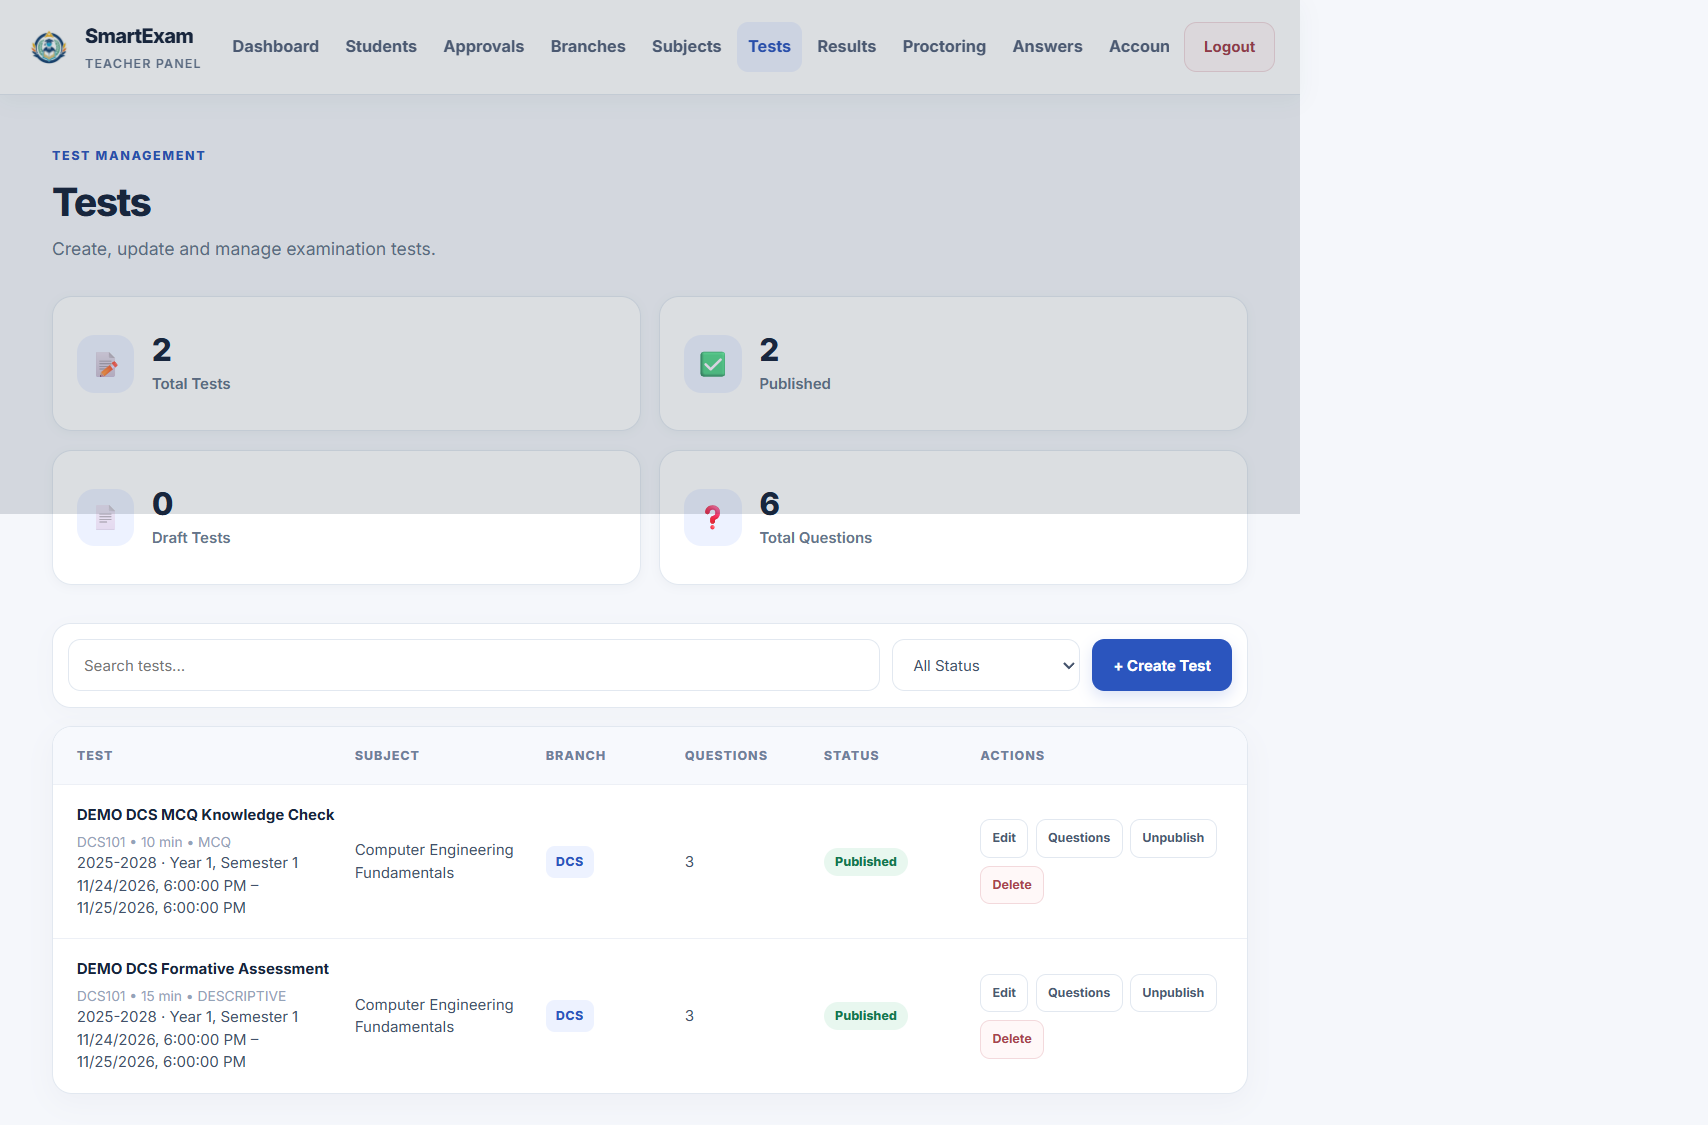 SmartExam
TEACHER PANEL
Dashboard
Students
Approvals
Branches
Subjects
Tests
Results
Proctoring
Answers
Accoun
Logout
TEST MANAGEMENT
Tests
Create, update and manage examination tests.
2
Total Tests
2
Published
0
Draft Tests
6
Total Questions
Search tests...
All Status
+ Create Test
TEST SUBJECT BRANCH QUESTIONS STATUS ACTIONS
DEMO DCS MCQ Knowledge Check
DCS101 • 10 min • MCQ
2025-2028 · Year 1, Semester 1
11/24/2026, 6:00:00 PM –
11/25/2026, 6:00:00 PM
Computer Engineering
Fundamentals
DCS
3
Published
Edit
Questions
Unpublish
Delete
DEMO DCS Formative Assessment
DCS101 • 15 min • DESCRIPTIVE
2025-2028 · Year 1, Semester 1
11/24/2026, 6:00:00 PM –
11/25/2026, 6:00:00 PM
Computer Engineering
Fundamentals
DCS
3
Published
Edit
Questions
Unpublish
Delete